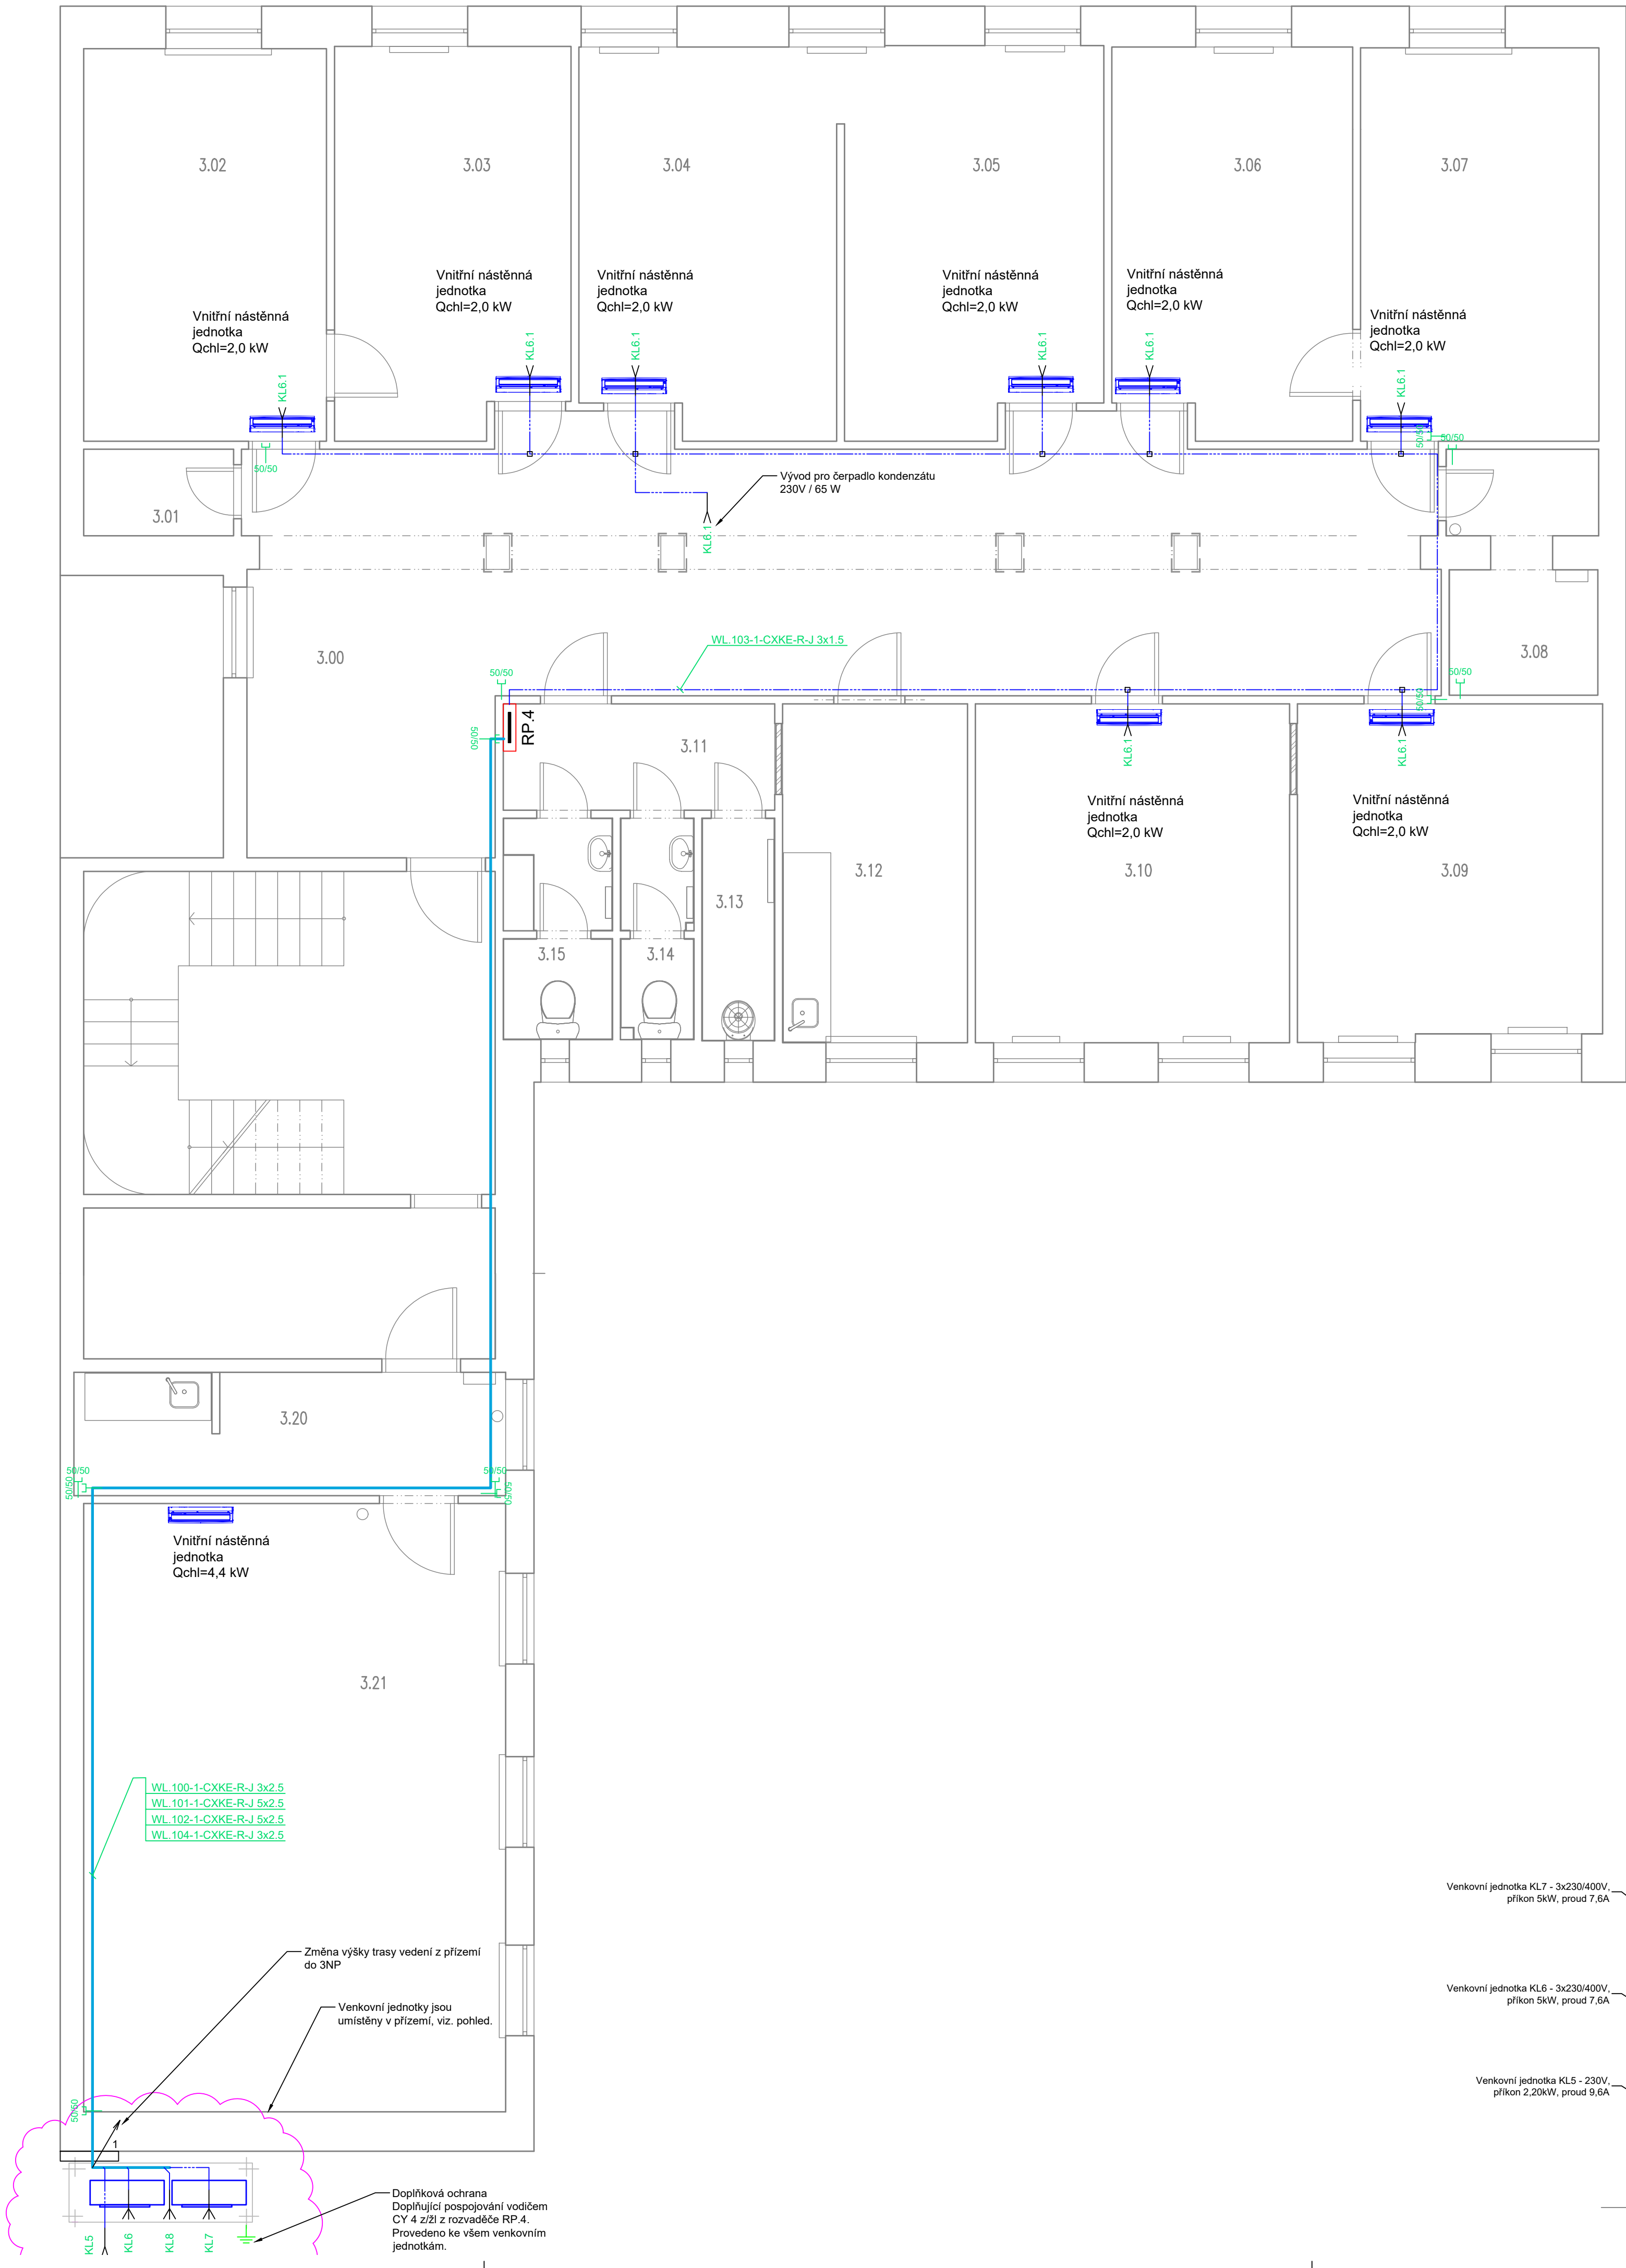 3.02
3.03
3.04
3.05
3.06
3.07
Vnitřní nástěnná
jednotka
Qchl=2,0 kW
Vnitřní nástěnná
jednotka
Qchl=2,0 kW
Vnitřní nástěnná
jednotka
Qchl=2,0 kW
Vnitřní nástěnná
jednotka
Qchl=2,0 kW
Vnitřní nástěnná
jednotka
Qchl=2,0 kW
Vnitřní nástěnná
jednotka
Qchl=2,0 kW
KL6.1
KL6.1
KL6.1
KL6.1
KL6.1
KL6.1
50/50
50/50
50/50
Vývod pro čerpadlo kondenzátu
230V / 65 W
KL6.1
3.01
WL.103-1-CXKE-R-J 3x1.5
3.00
3.08
50/50
50/50
50/50
50/50
RP.4
3.11
KL6.1
KL6.1
Vnitřní nástěnná
jednotka
Qchl=2,0 kW
Vnitřní nástěnná
jednotka
Qchl=2,0 kW
3.12
3.10
3.09
3.13
3.15
3.14
3.20
50/50
50/50
50/50
50/50
Vnitřní nástěnná
jednotka
Qchl=4,4 kW
3.21
WL.100-1-CXKE-R-J 3x2.5
WL.101-1-CXKE-R-J 5x2.5
WL.102-1-CXKE-R-J 5x2.5
WL.104-1-CXKE-R-J 3x2.5
Venkovní jednotka KL7 - 3x230/400V,
příkon 5kW, proud 7,6A
Změna výšky trasy vedení z přízemí
do 3NP
Venkovní jednotka KL6 - 3x230/400V,
příkon 5kW, proud 7,6A
Venkovní jednotky jsou
umístěny v přízemí, viz. pohled.
Venkovní jednotka KL5 - 230V,
příkon 2,20kW, proud 9,6A
50/50
1
Doplňková ochrana
Doplňující pospojování vodičem
CY 4 z/žl z rozvaděče RP.4.
Provedeno ke všem venkovním
jednotkám.
KL5
KL6
KL8
KL7